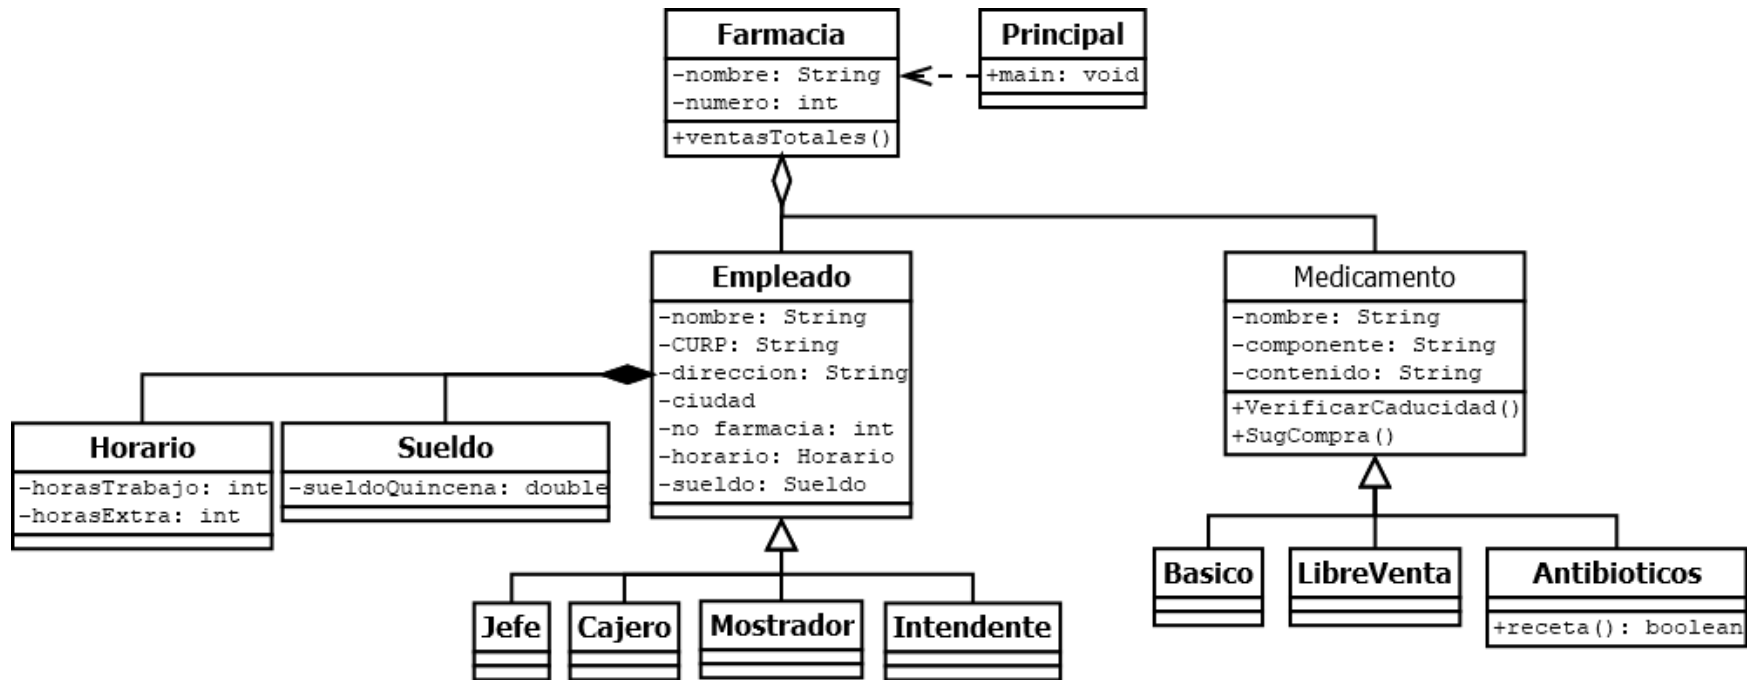 Farmacia
-nombre: String
-numero: int
+ventasTotales()
Principal
+main: void
Empleado
-nombre: String
-CURP: String
-direccion: String
-ciudad
-no farmacia: int
-horario: Horario
-sueldo: Sueldo
Medicamento
-nombre: String
-componente: String
-contenido: String
+VerificarCaducidad()
+SugCompra()
Horario
-horasTrabajo: int
-horasExtra: int
Sueldo
-sueldoQuincena: double
Jefe
Cajero
Mostrador
Intendente
Basico
LibreVenta
Antibioticos
+receta(): boolean